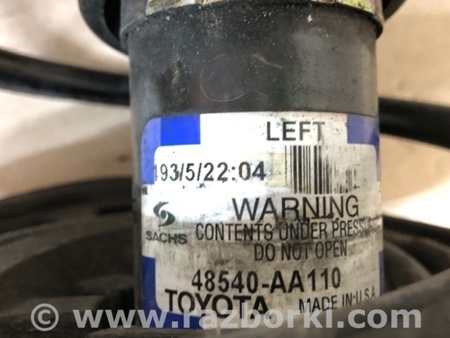 LEFT
193/5/22:04
WARNING
SACHS
CONTENTS UNDER PRESS
DO NOT OPEN
48540-AA110
TOYOTA MADE IN U.S.A
© www.razborki.com